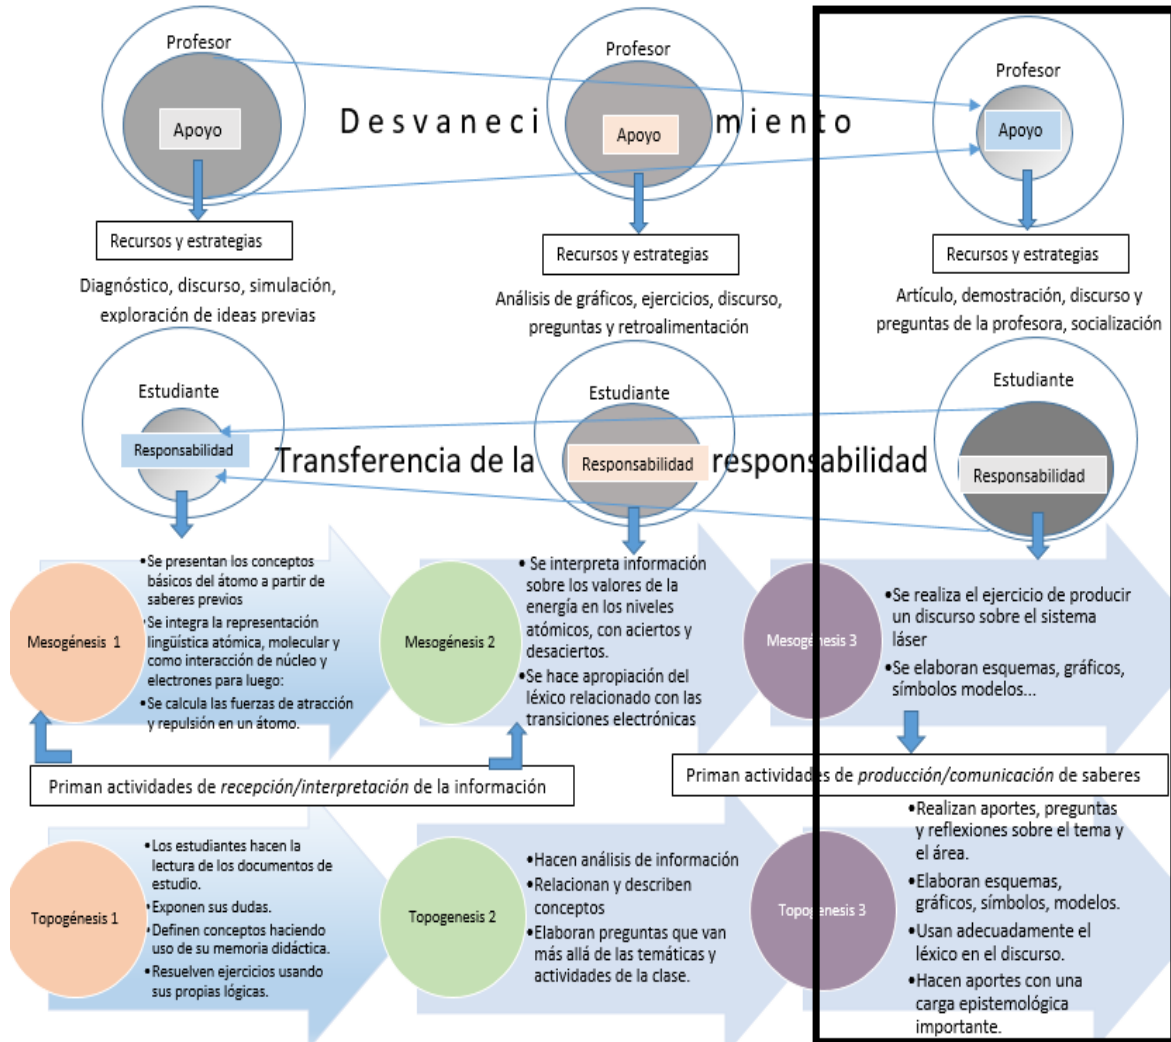 Profesor
Apoyo
Profesor
Apoyo
Profesor
Apoyo
Desvaneci
miento
Recursos y estrategias
Diagnóstico, discurso, simulación,
exploración de ideas previas
Recursos y estrategias
Análisis de gráficos, ejercicios, discurso,
preguntas y retroalimentación
Recursos y estrategias
Artículo, demostración, discurso y
preguntas de la profesora, socialización
Estudiante
Responsabilidad
Estudiante
Responsabilidad
Estudiante
Responsabilidad
Transferencia de la
responsabilidad
Mesogénesis 1
•Se presentan los conceptos
básicos del átomo a partir de
saberes previos
•Se integra la representación
lingüística atómica, molecular y
como interacción de núcleo y
electrones para luego:
•Se calcula las fuerzas de atracción
y repulsión en un átomo.
Mesogénesis 2
• Se interpreta información
sobre los valores de la
energía en los niveles
atómicos, con aciertos y
desaciertos.
•Se hace apropiación del
léxico relacionado con las
transiciones electrónicas
Mesogénesis 3
•Se realiza el ejercicio de producir
un discurso sobre el sistema
láser
•Se elaboran esquemas, gráficos,
símbolos modelos...
Priman actividades de recepción/interpretación de la información
Priman actividades de producción/comunicación de saberes
Topogénesis 1
•Los estudiantes hacen la
lectura de los documentos de
estudio.
•Exponen sus dudas.
•Definen conceptos haciendo
uso de su memoria didáctica.
•Resuelven ejercicios usando
sus propias lógicas.
Topogenesis 2
•Hacen análisis de información
•Relacionan y describen
conceptos
•Elaboran preguntas que van
más allá de las temáticas y
actividades de la clase.
Topogenesis 3
•Realizan aportes, preguntas
y reflexiones sobre el tema y
el área.
•Elaboran esquemas,
gráficos, símbolos, modelos.
•Usan adecuadamente el
léxico en el discurso.
•Hacen aportes con una
carga epistemológica
importante.